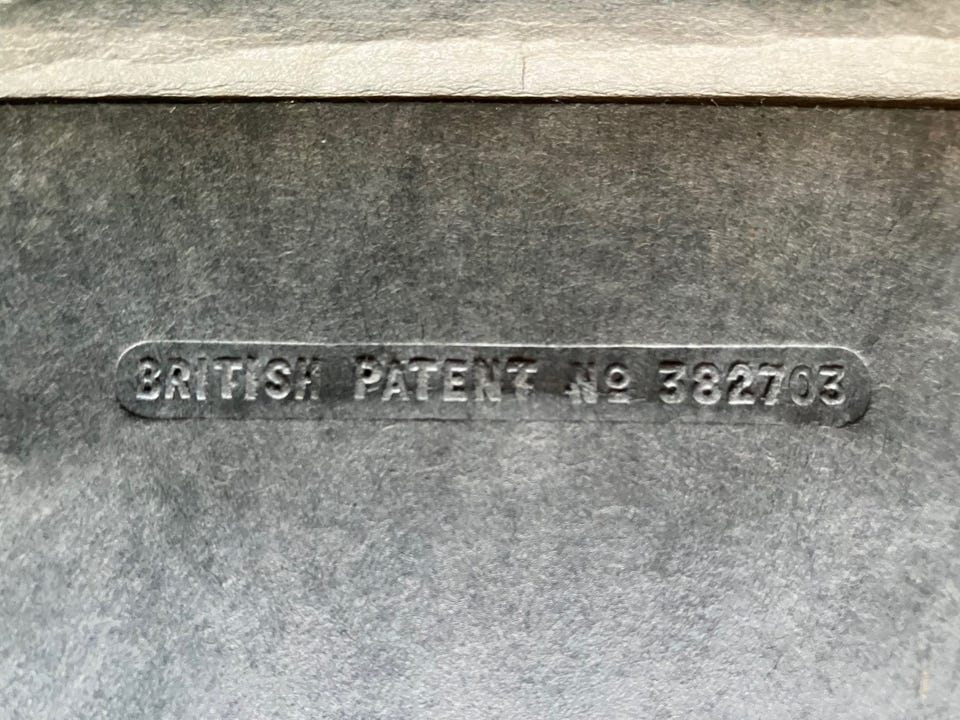 BRITISH PATENT Nº 382703